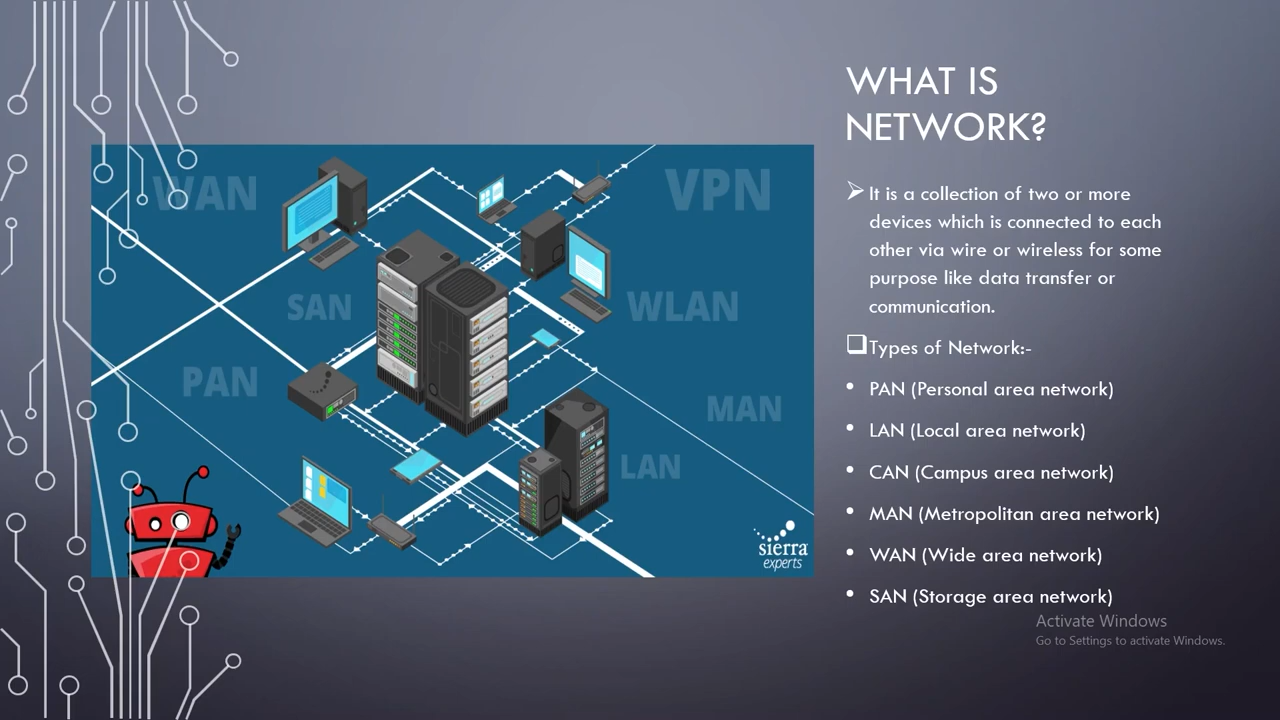 WHAT IS
NETWORK?
WAN
VPN
SAN
WLAN
PAN
MAN
LAN
sierra
experts
➢ It is a collection of two or more
devices which is connected to each
other via wire or wireless for some
purpose like data transfer or
communication.
❑Types of Network:-
• PAN (Personal area network)
• LAN (Local area network)
• CAN (Campus area network)
• MAN (Metropolitan area network)
• WAN (Wide area network)
• SAN (Storage area network)
Activate Windows
Go to Settings to activate Windows.